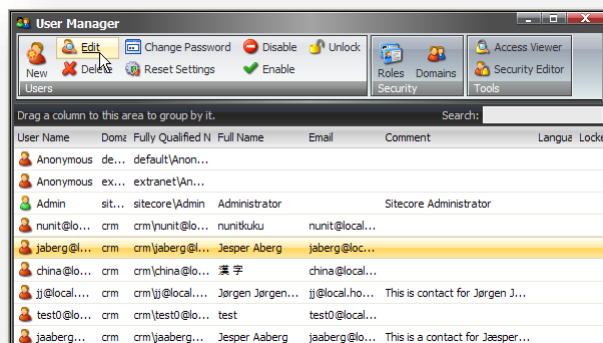 User Manager
Edit Change Password Disable Unlock Access Viewer
New Delete Reset Settings Enable Roles Domains Security Editor
Users Security Tools
Drag a column to this area to group by it. Search:
User Name Doma Fully Qualified N Full Name Email Comment Langua Locke
Anonymous de... default\Anon...
Anonymous ex... extranet\An...
Admin sit... sitecore\Admin Administrator Sitecore Administrator
nunit@lo... crm crm\nunit@lo... nunitkuku nunit@local...
jaberg@l... crm crm\jaberg@l... Jesper Aberg jaberg@loc...
china@lo... crm crm\china@lo... 漢字 china@local...
jj@local.... crm crm\jj@local.... Jørgen Jørgen... jj@local.ho... This is contact for Jørgen J...
test0@lo... crm crm\test0@lo... test test0@local...
jaaberg... crm crm\jaaberg... Jesper Aaberg jaaberg@lo... This is a contact for Jæsper...